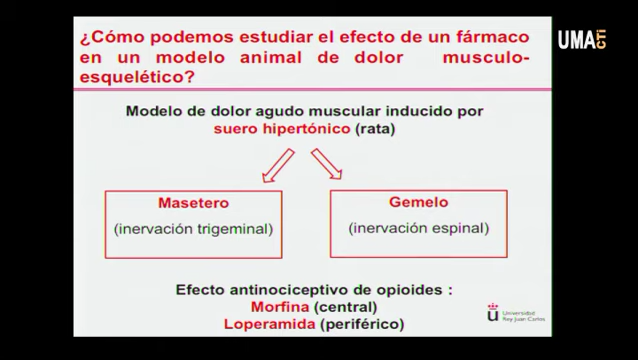 ¿Cómo podemos estudiar el efecto de un fármaco
en un modelo animal de dolor musculo-
esquelético?
UMA CTI
Modelo de dolor agudo muscular inducido por
suero hipertónico (rata)
Masetero
(inervación trigeminal)
Gemelo
(inervación espinal)
Efecto antinociceptivo de opioides :
Morfina (central)
Loperamida (periférico)
Universidad
Rey Juan Carlos